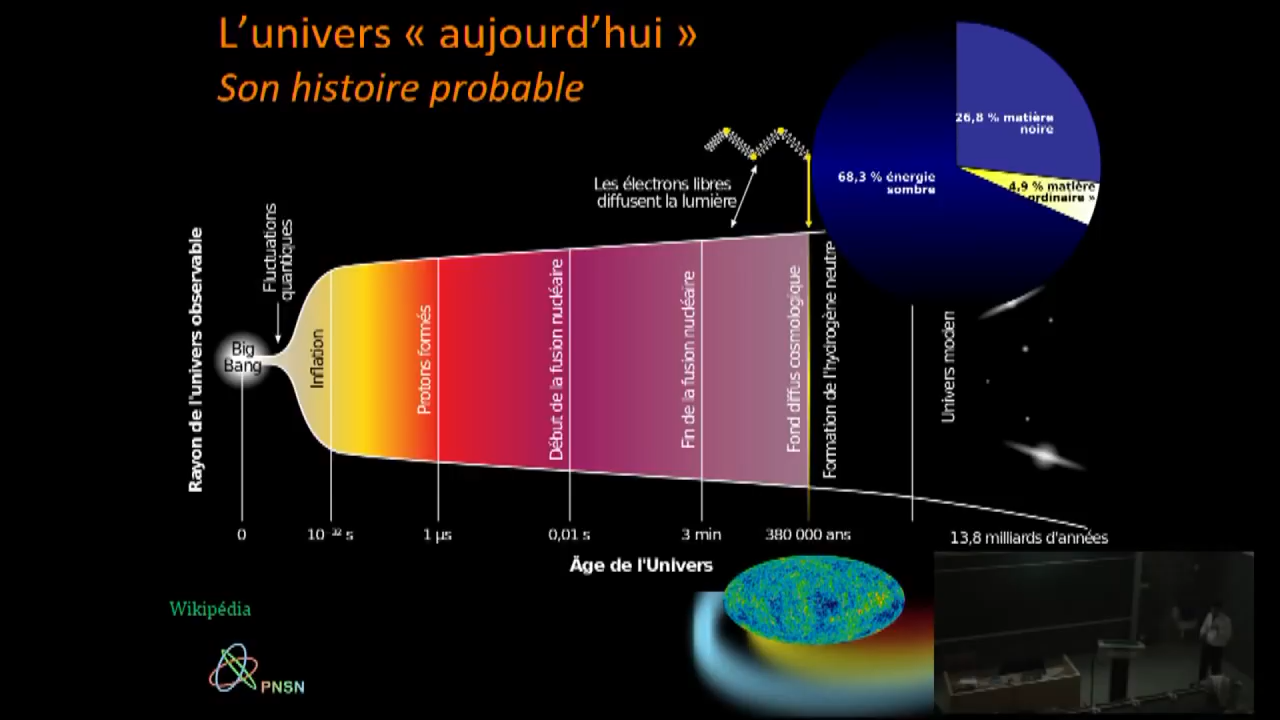 L'univers « aujourd'hui »
Son histoire probable
26,8 % matière
noire
68,3 % énergie
sombre
4,9 % matière
ordinaire »
Les électrons libres
diffusent la lumière
Fluctuations
quantiques
Rayon de l'univers observable
Big
Bang
Inflation
Protons formés
Début de la fusion nucléaire
Fin de la fusion nucléaire
Fond diffus cosmologique
Formation de l'hydrogène neutre
Univers modern
0
10⁻³² s
1 µs
0,01 s
3 min
380 000 ans
13,8 milliards d'années
Âge de l'Univers
Wikipédia
PNSN